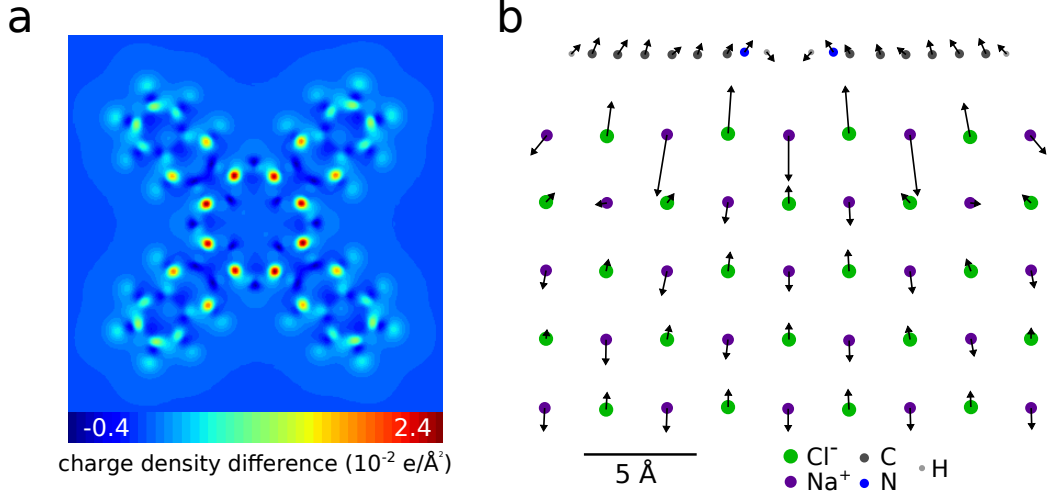 a
-0.4 2.4
charge density difference (10⁻² e/Å²)
b
5 Å
Cl⁻ C H
Na⁺ N